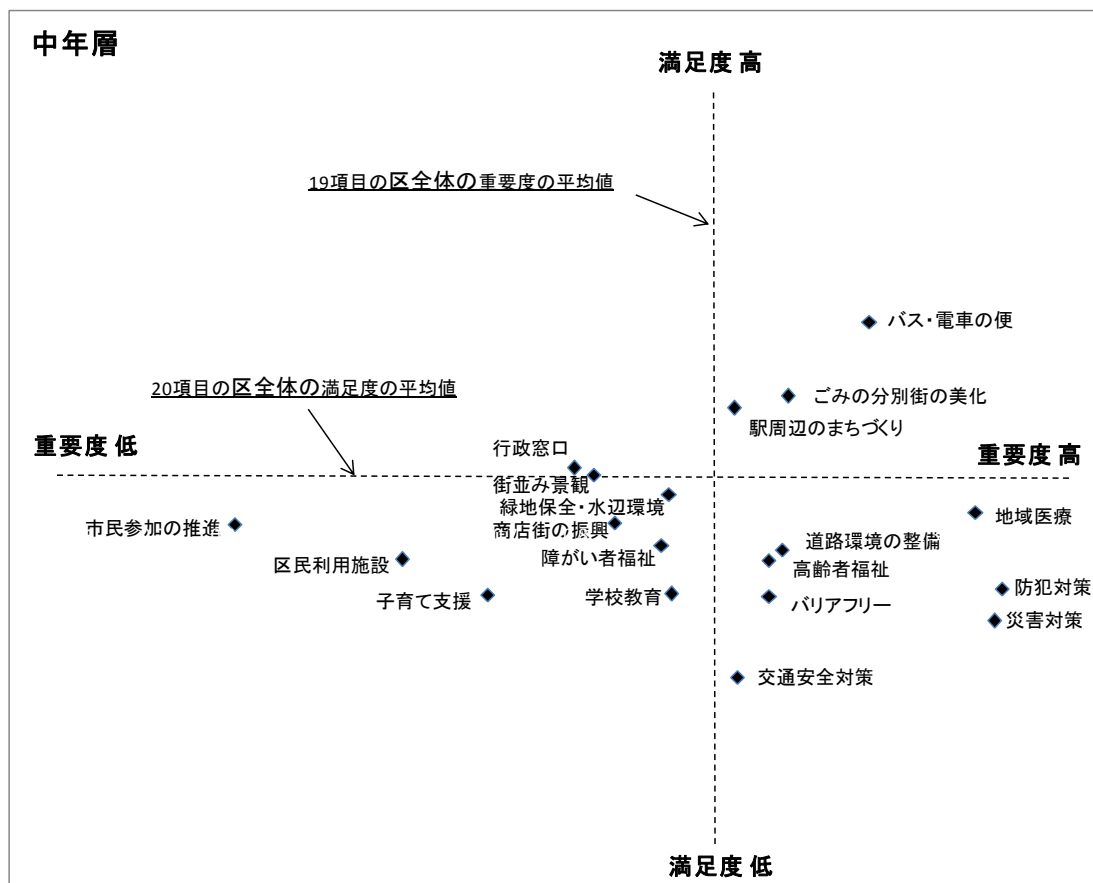 中年層
満足度 高
19項目の区全体の重要度の平均値
バス・電車の便
ごみの分別街の美化
20項目の区全体の満足度の平均値
駅周辺のまちづくり
重要度 低
行政窓口
重要度 高
街並み景観
緑地保全・水辺環境
地域医療
市民参加の推進
商店街の振興
道路環境の整備
障がい者福祉
区民利用施設
高齢者福祉
防犯対策
子育て支援
学校教育
バリアフリー
災害対策
交通安全対策
満足度 低